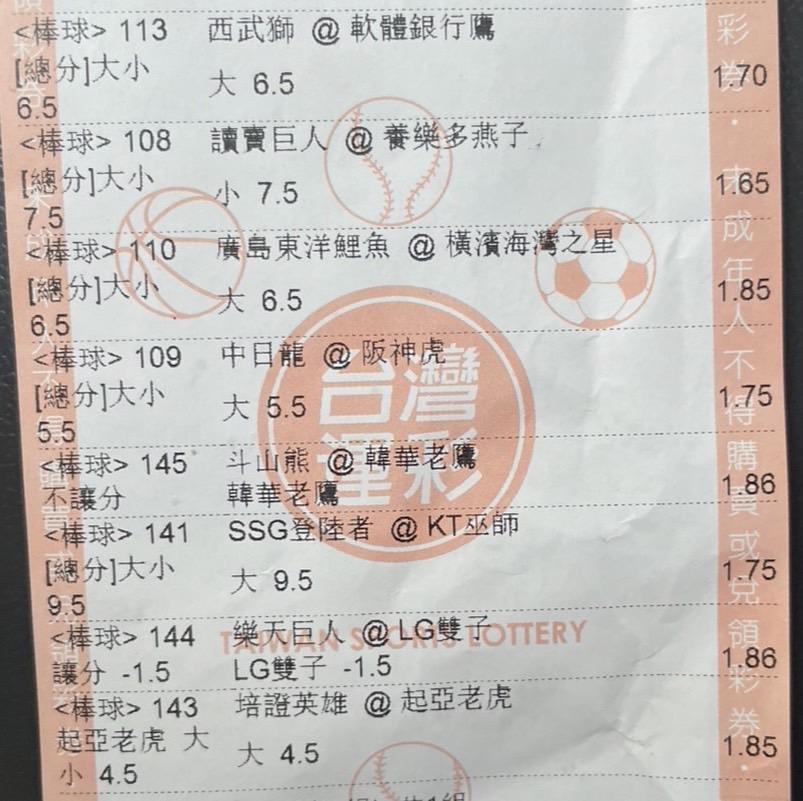 <棒球> 113 西武獅 @ 軟體銀行鷹
[總分]大小 大 6.5 1.70
6.5
<棒球> 108 讀賣巨人 @ 養樂多燕子
[總分]大小 小 7.5 1.65
7.5
<棒球> 110 廣島東洋鯉魚 @ 橫濱海灣之星
[總分]大小 大 6.5 1.85
6.5
<棒球> 109 中日龍 @ 阪神虎
[總分]大小 大 5.5 1.75
5.5
<棒球> 145 斗山熊 @ 韓華老鷹
不讓分 韓華老鷹 1.86
<棒球> 141 SSG登陸者 @ KT巫師
[總分]大小 大 9.5 1.75
9.5
<棒球> 144 樂天巨人 @ LG雙子
讓分 -1.5 LG雙子 -1.5 1.86
<棒球> 143 培證英雄 @ 起亞老虎
起亞老虎 大 大 4.5 1.85
小 4.5
台灣
運彩
TAIWAN SPORTS LOTTERY
彩券．未成年人不得購買或兌領彩券．